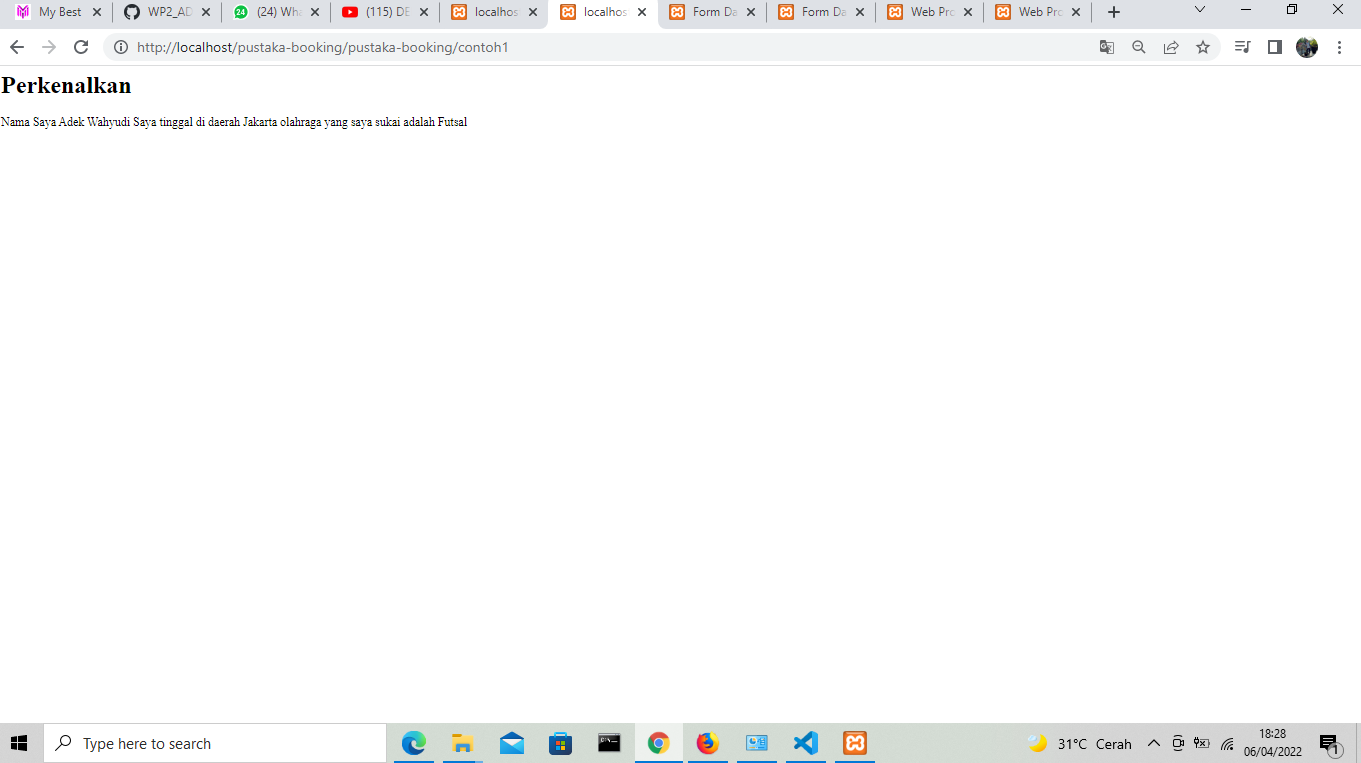 My Best
WP2_AD
(24) Wha
(115) DE
localhos
localhos
Form Da
Form Da
Web Pro
Web Pro
http://localhost/pustaka-booking/pustaka-booking/contoh1
Perkenalkan
Nama Saya Adek Wahyudi Saya tinggal di daerah Jakarta olahraga yang saya sukai adalah Futsal
Type here to search
31°C Cerah
18:28
06/04/2022
1